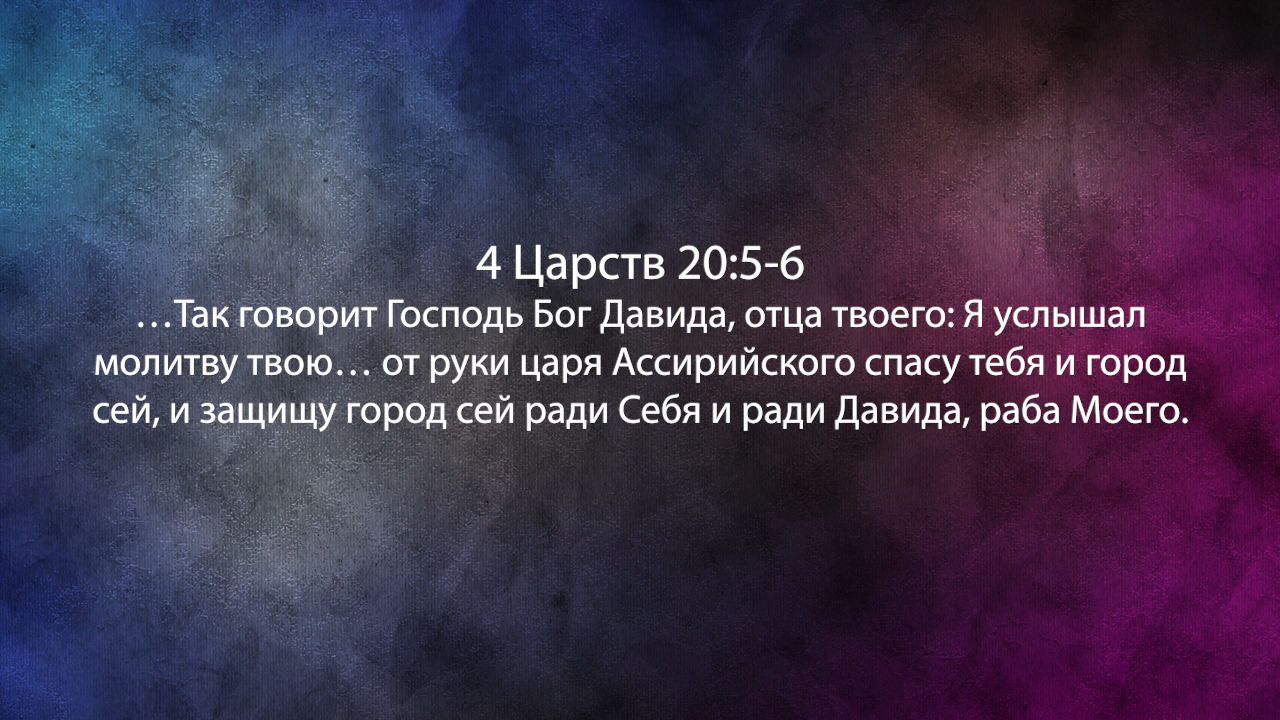 4 Царств 20:5-6
…Так говорит Господь Бог Давида, отца твоего: Я услышал
молитву твою… от руки царя Ассирийского спасу тебя и город
сей, и защищу город сей ради Себя и ради Давида, раба Моего.